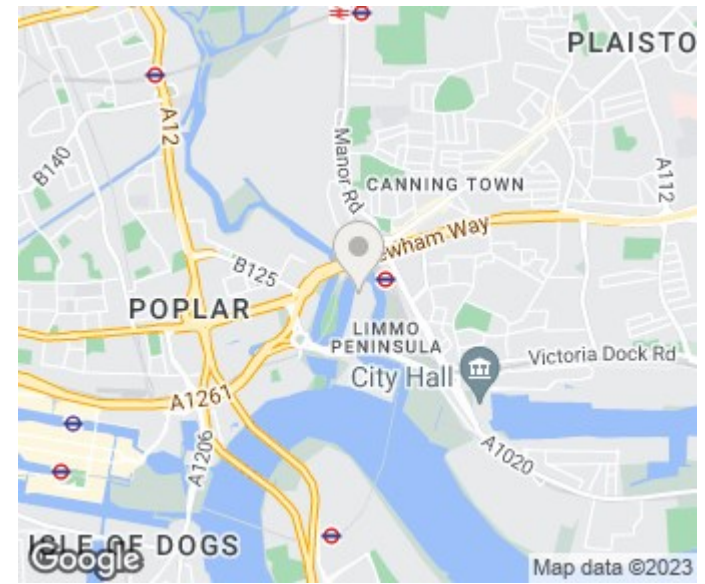 PLAISTO
A12
Manor Rd
B140
A112
CANNING TOWN
ewham Way
B125
POPLAR
LIMMO
PENINSULA
Victoria Dock Rd
City Hall
A1261
A1206
A1020
ISLE OF DOGS
Google
Map data ©2023